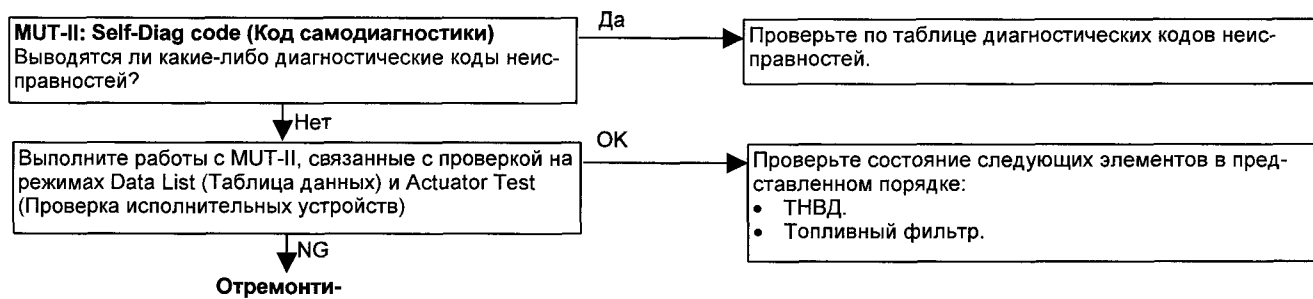 MUT-II: Self-Diag code (Код самодиагностики)
Выводятся ли какие-либо диагностические коды неис-
правностей?
Да
Проверьте по таблице диагностических кодов неис-
правностей.
Нет
Выполните работы с MUT-II, связанные с проверкой на
режимах Data List (Таблица данных) и Actuator Test
(Проверка исполнительных устройств)
OK
Проверьте состояние следующих элементов в пред-
ставленном порядке:
• ТНВД.
• Топливный фильтр.
NG
Отремонти-